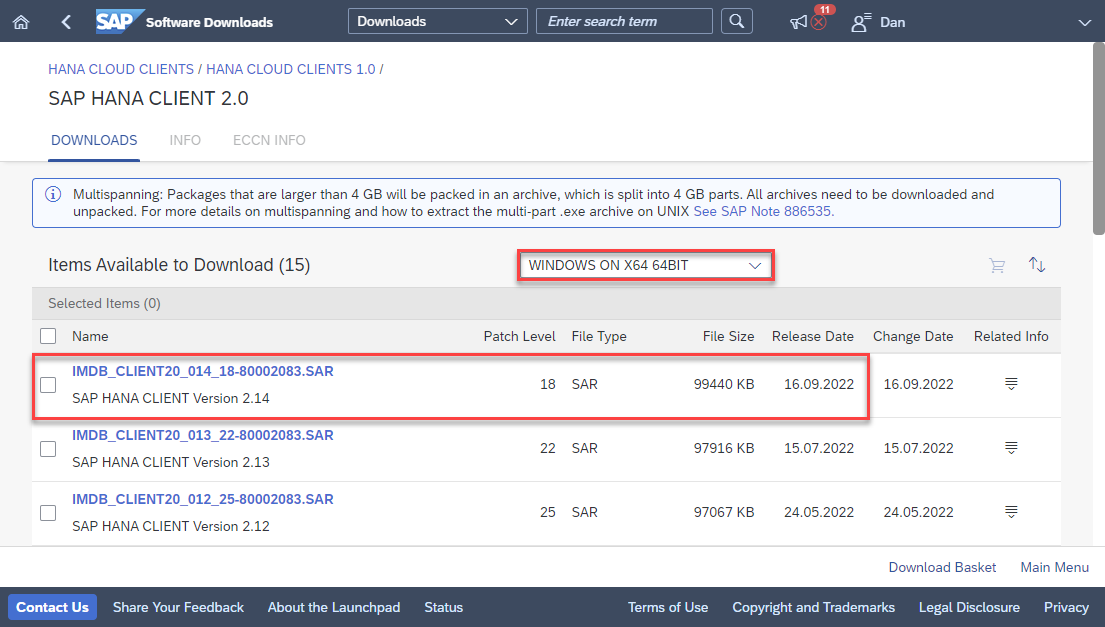 SAP Software Downloads Downloads Enter search term 11 Dan
HANA CLOUD CLIENTS / HANA CLOUD CLIENTS 1.0 /
SAP HANA CLIENT 2.0
DOWNLOADS INFO ECCN INFO
Multispanning: Packages that are larger than 4 GB will be packed in an archive, which is split into 4 GB parts. All archives need to be downloaded and
unpacked. For more details on multispanning and how to extract the multi-part .exe archive on UNIX See SAP Note 886535.
Items Available to Download (15) WINDOWS ON X64 64BIT
Selected Items (0)
Name Patch Level File Type File Size Release Date Change Date Related Info
IMDB_CLIENT20_014_18-80002083.SAR
18 SAR 99440 KB 16.09.2022 16.09.2022
SAP HANA CLIENT Version 2.14
IMDB_CLIENT20_013_22-80002083.SAR
22 SAR 97916 KB 15.07.2022 15.07.2022
SAP HANA CLIENT Version 2.13
IMDB_CLIENT20_012_25-80002083.SAR
25 SAR 97067 KB 24.05.2022 24.05.2022
SAP HANA CLIENT Version 2.12
Download Basket Main Menu
Contact Us Share Your Feedback About the Launchpad Status Terms of Use Copyright and Trademarks Legal Disclosure Privacy